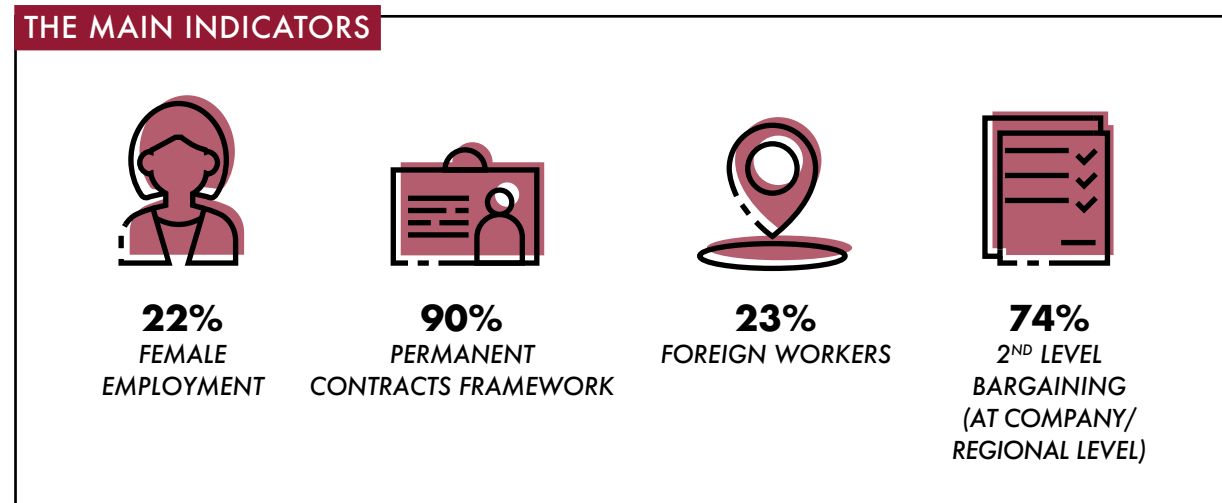 THE MAIN INDICATORS
22%
FEMALE
EMPLOYMENT
90%
PERMANENT
CONTRACTS FRAMEWORK
23%
FOREIGN WORKERS
74%
2ND LEVEL
BARGAINING
(AT COMPANY/
REGIONAL LEVEL)